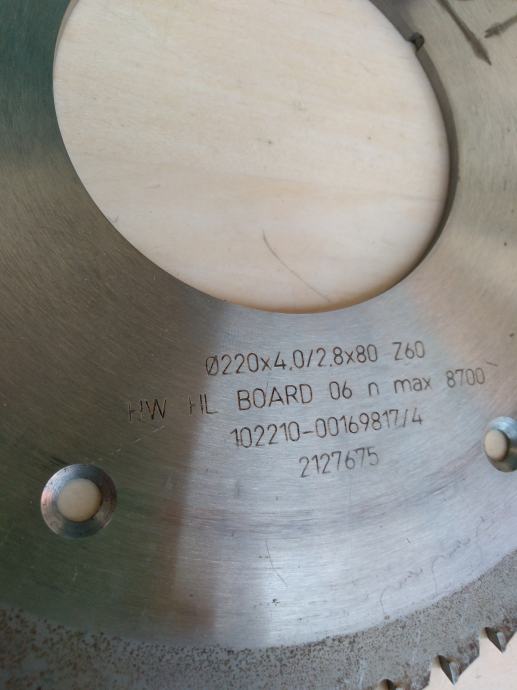 Ø220x4.0/2.8x80 Z60
HW HL BOARD 06 n max 8700
102210-00169817/4
2127675